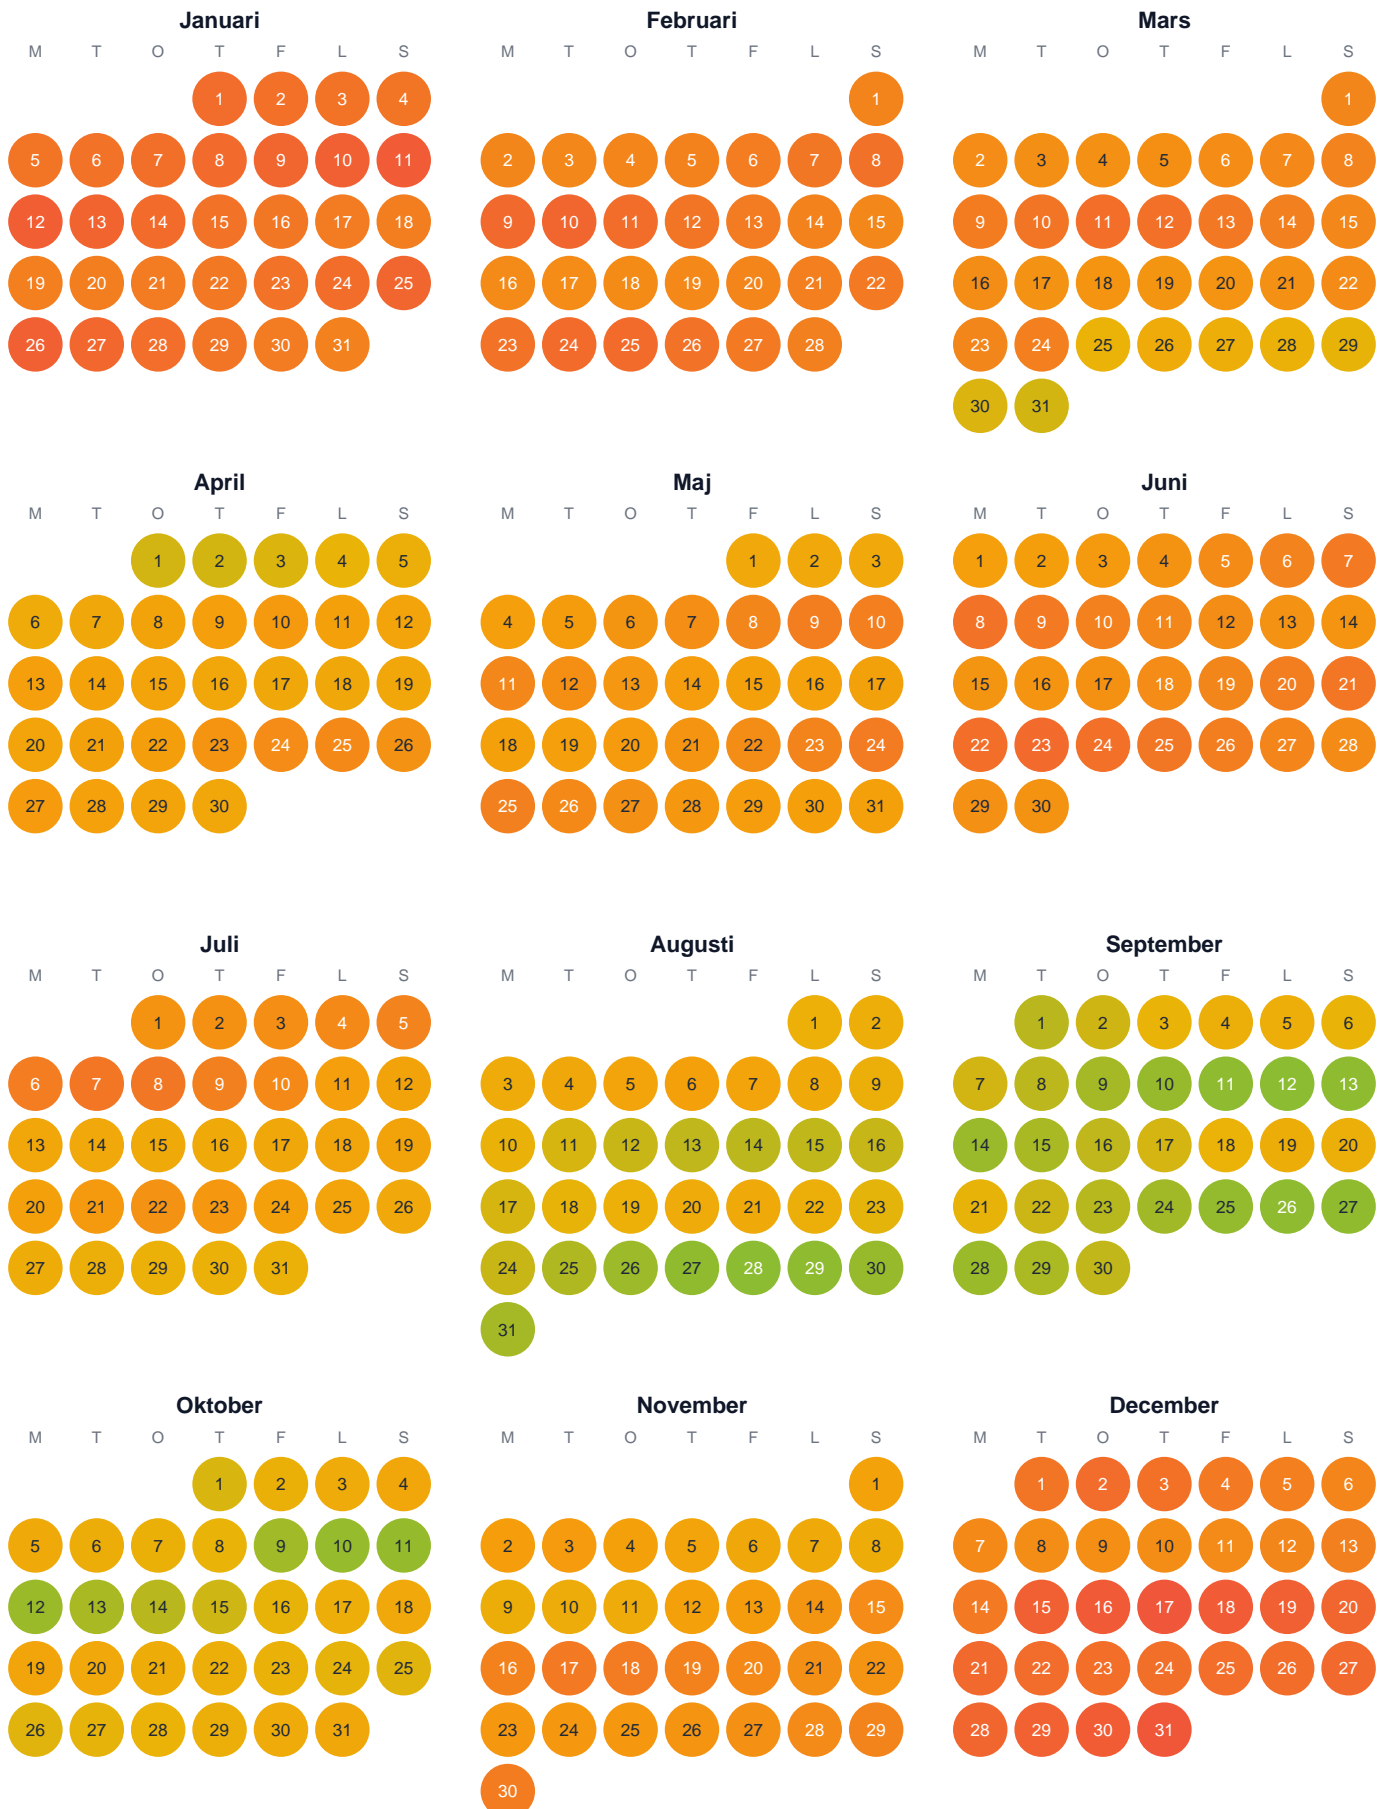 Januari Februari Mars
M T O T F L S M T O T F L S M T O T F L S
1 2 3 4 1 1
5 6 7 8 9 10 11 2 3 4 5 6 7 8 2 3 4 5 6 7 8
12 13 14 15 16 17 18 9 10 11 12 13 14 15 9 10 11 12 13 14 15
19 20 21 22 23 24 25 16 17 18 19 20 21 22 16 17 18 19 20 21 22
26 27 28 29 30 31 23 24 25 26 27 28 23 24 25 26 27 28 29
30 31
April Maj Juni
M T O T F L S M T O T F L S M T O T F L S
1 2 3 4 5 1 2 3 1 2 3 4 5 6 7
6 7 8 9 10 11 12 4 5 6 7 8 9 10 8 9 10 11 12 13 14
13 14 15 16 17 18 19 11 12 13 14 15 16 17 15 16 17 18 19 20 21
20 21 22 23 24 25 26 18 19 20 21 22 23 24 22 23 24 25 26 27 28
27 28 29 30 25 26 27 28 29 30 31 29 30
Juli Augusti September
M T O T F L S M T O T F L S M T O T F L S
1 2 3 4 5 1 2 1 2 3 4 5 6
6 7 8 9 10 11 12 3 4 5 6 7 8 9 7 8 9 10 11 12 13
13 14 15 16 17 18 19 10 11 12 13 14 15 16 14 15 16 17 18 19 20
20 21 22 23 24 25 26 17 18 19 20 21 22 23 21 22 23 24 25 26 27
27 28 29 30 31 24 25 26 27 28 29 30 28 29 30
31
Oktober November December
M T O T F L S M T O T F L S M T O T F L S
1 2 3 4 1 1 2 3 4 5 6
5 6 7 8 9 10 11 2 3 4 5 6 7 8 7 8 9 10 11 12 13
12 13 14 15 16 17 18 9 10 11 12 13 14 15 14 15 16 17 18 19 20
19 20 21 22 23 24 25 16 17 18 19 20 21 22 21 22 23 24 25 26 27
26 27 28 29 30 31 23 24 25 26 27 28 29 28 29 30 31
30